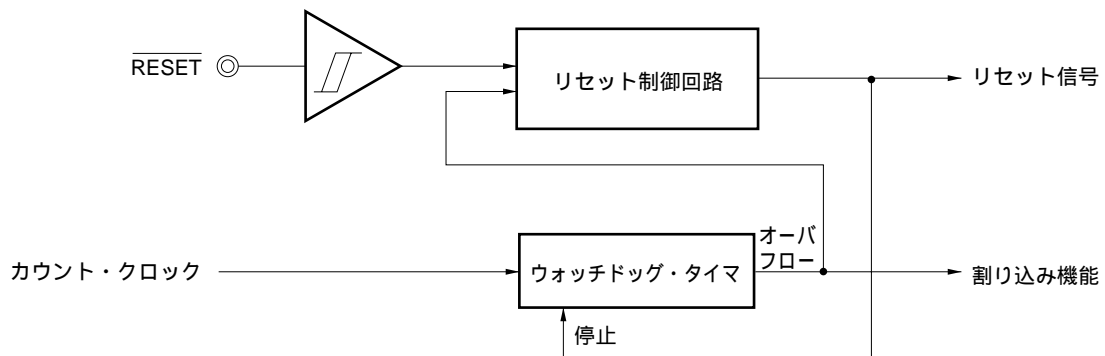 RESET
リセット制御回路
リセット信号
オーバ
フロー
カウント・クロック
ウォッチドッグ・タイマ
割り込み機能
停止